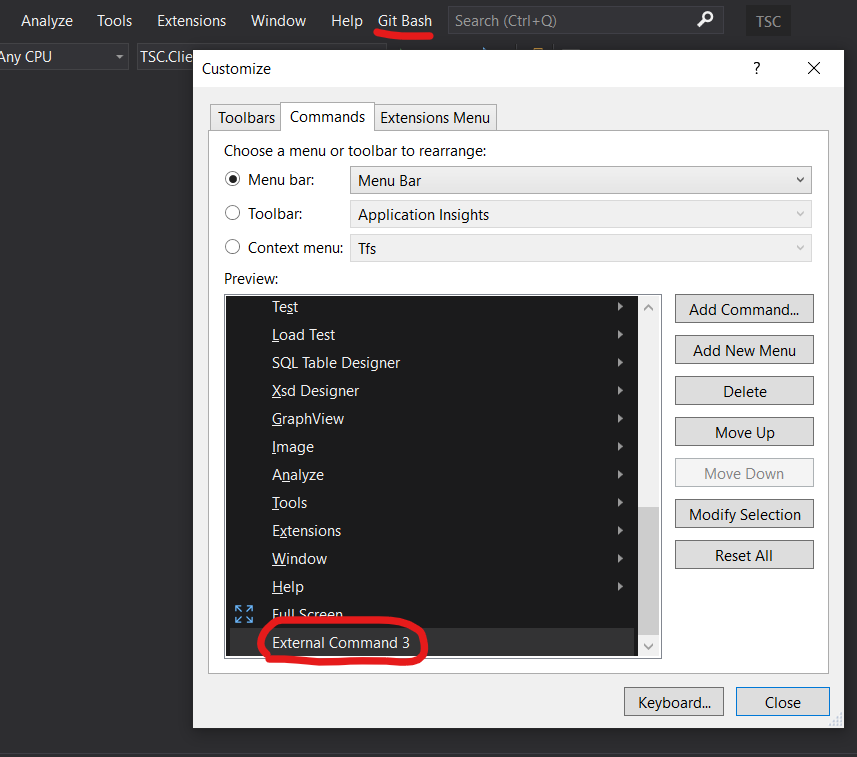 Analyze Tools Extensions Window Help Git Bash Search (Ctrl+Q) TSC
Any CPU TSC.Clie
Customize ?
Toolbars Commands Extensions Menu
Choose a menu or toolbar to rearrange:
Menu bar: Menu Bar
Toolbar: Application Insights
Context menu: Tfs
Preview:
Test
Load Test
SQL Table Designer
Xsd Designer
GraphView
Image
Analyze
Tools
Extensions
Window
Help
Full Screen
External Command 3
Add Command...
Add New Menu
Delete
Move Up
Move Down
Modify Selection
Reset All
Keyboard... Close